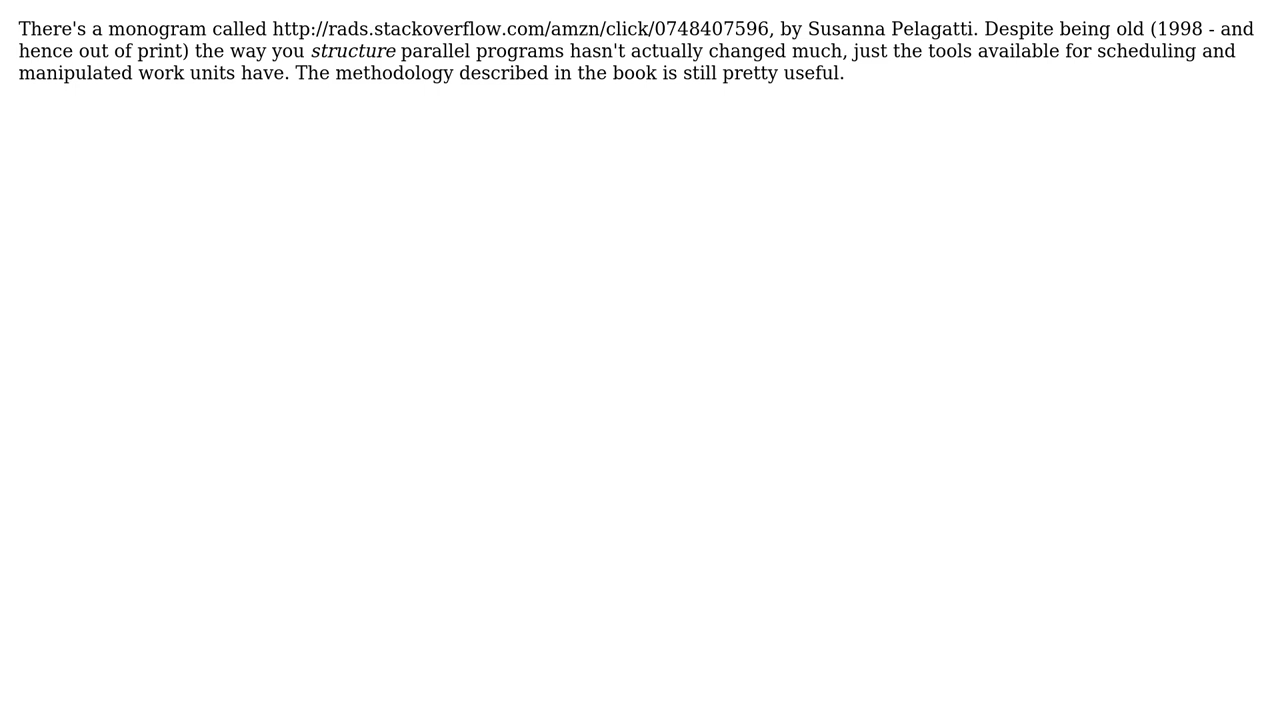 There's a monogram called http://rads.stackoverflow.com/amzn/click/0748407596, by Susanna Pelagatti. Despite being old (1998 - and
hence out of print) the way you structure parallel programs hasn't actually changed much, just the tools available for scheduling and
manipulated work units have. The methodology described in the book is still pretty useful.